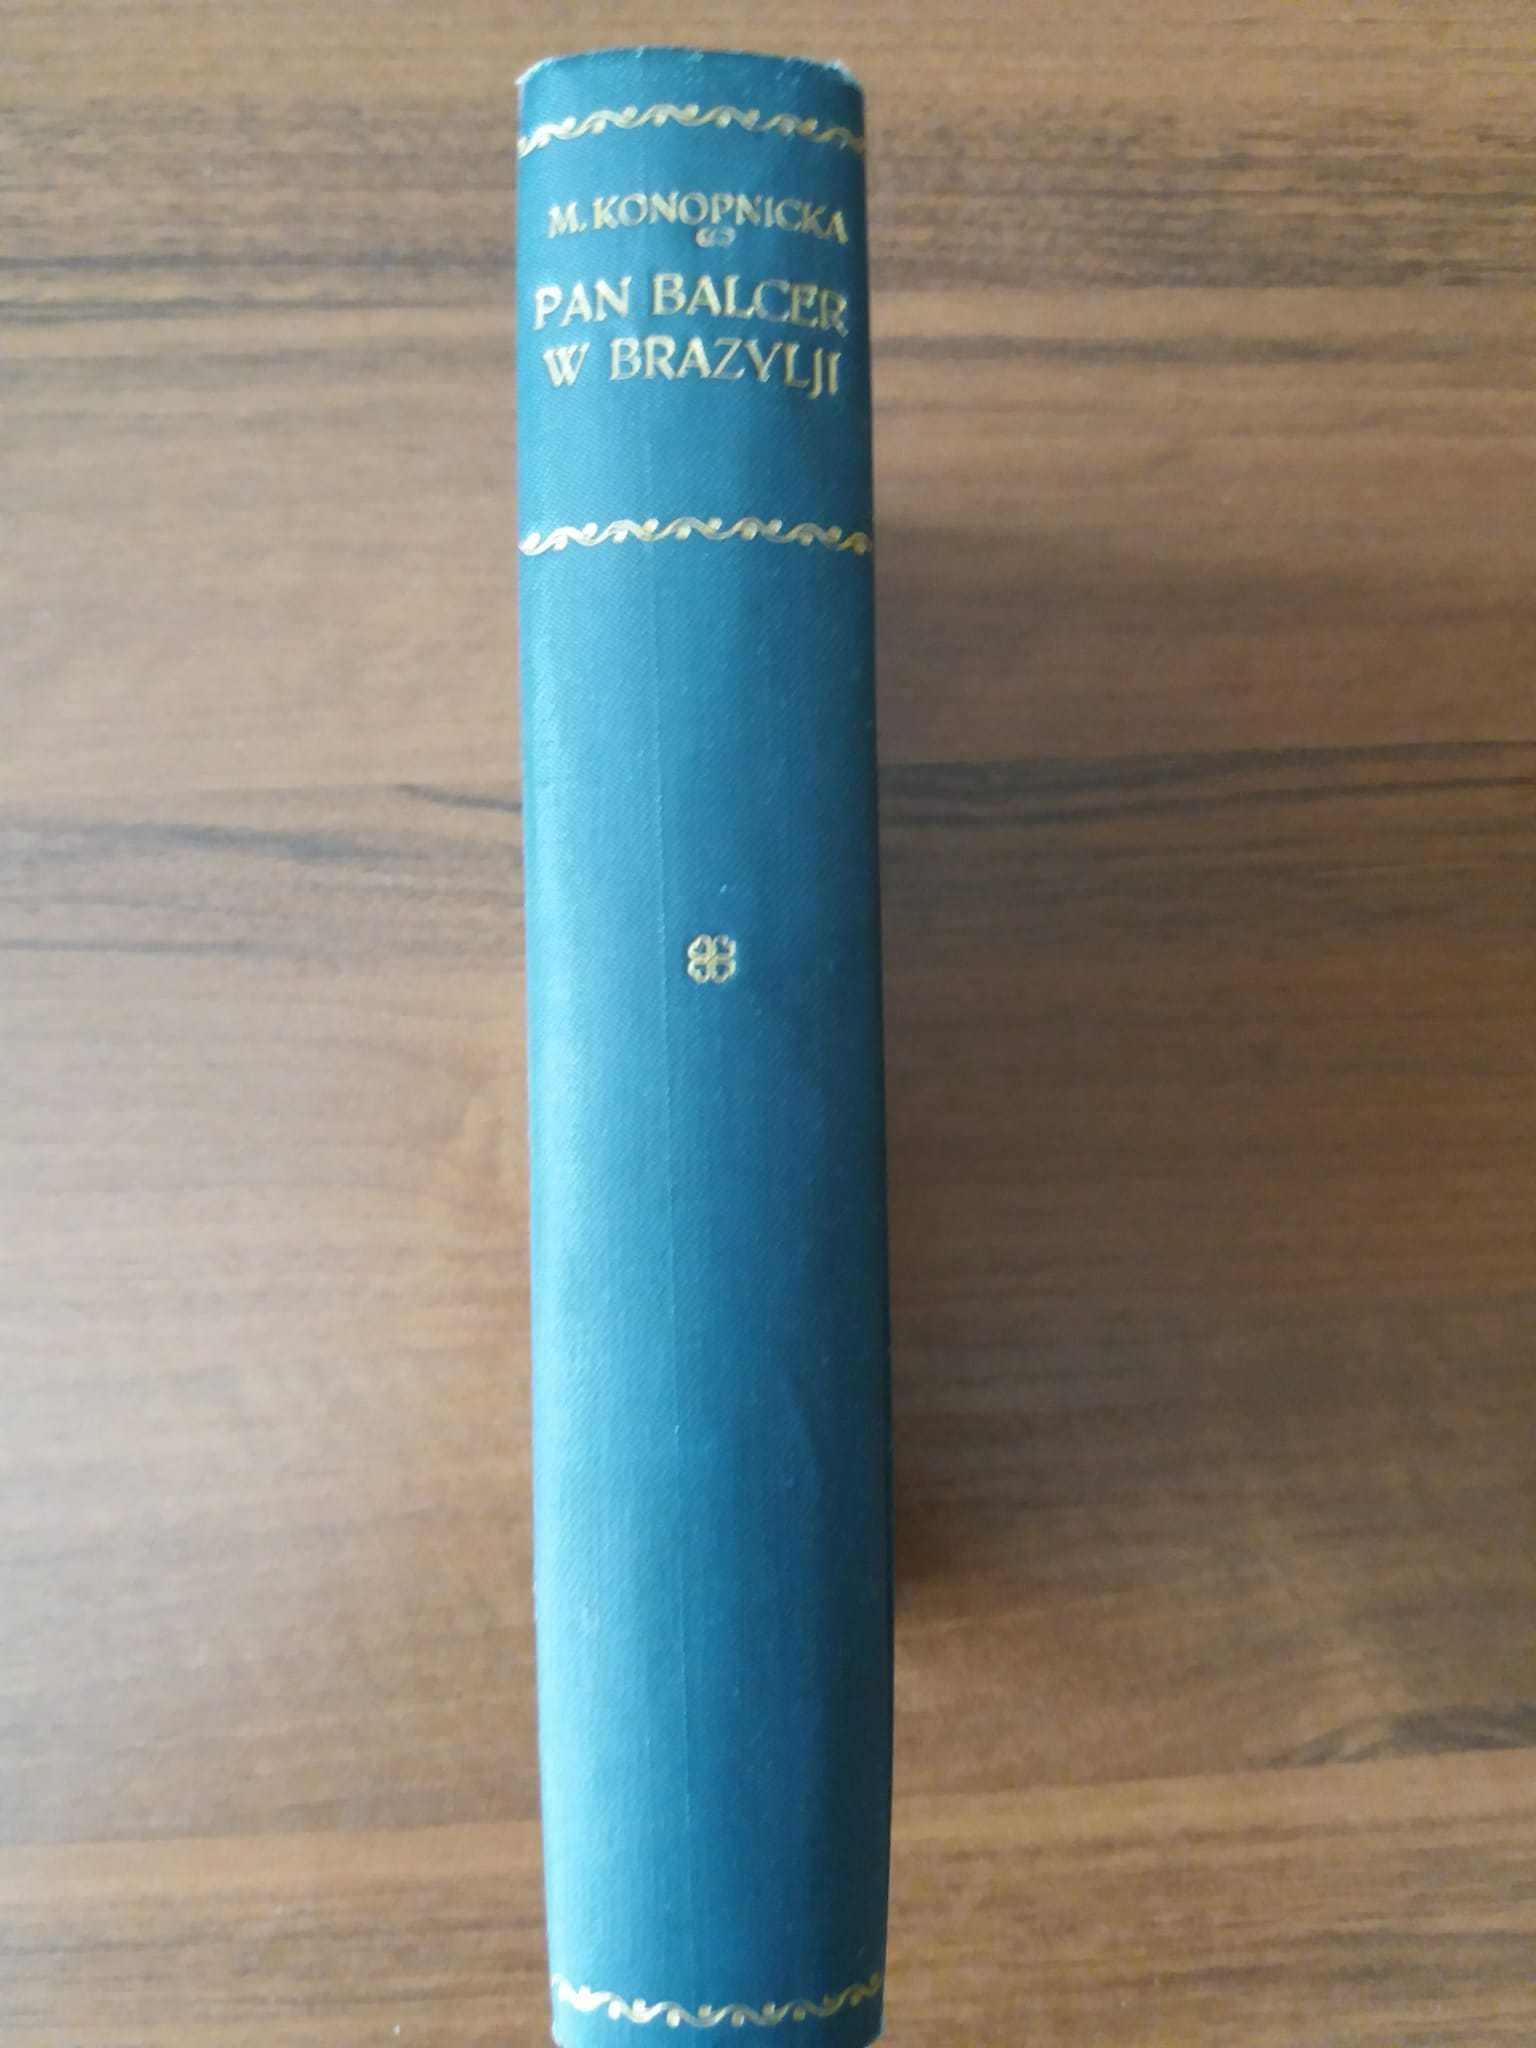 M. KONOPNICKA
PAN BALCER
W BRAZYLJI